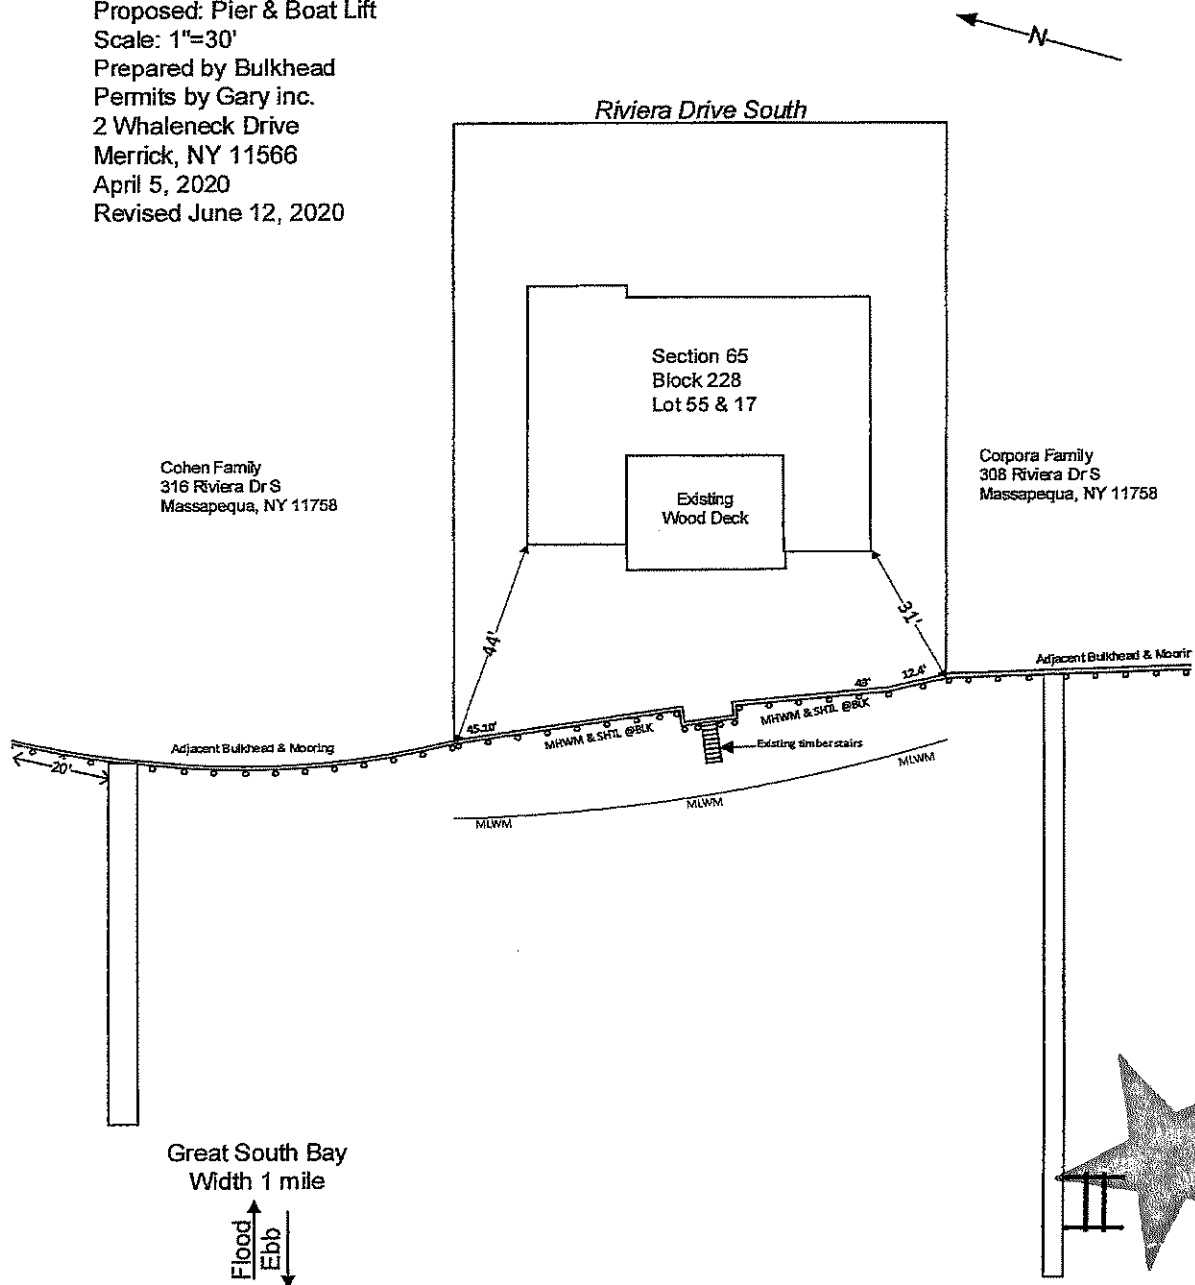 Proposed: Pier & Boat Lift
Scale: 1"=30'
Prepared by Bulkhead
Permits by Gary inc.
2 Whaleneck Drive
Merrick, NY 11566
April 5, 2020
Revised June 12, 2020
N
Riviera Drive South
Section 65
Block 228
Lot 55 & 17
Cohen Family
316 Riviera Dr S
Massapequa, NY 11758
Existing
Wood Deck
Corpora Family
308 Riviera Dr S
Massapequa, NY 11758
44'
31'
Adjacent Bulkhead & Moorin
12.4'
43'
45.10'
MHWM & SHTL @BLK
MHWM & SHTL @BLK
Adjacent Bulkhead & Mooring
Existing timber stairs
20'
MLWM
MLWM
MLWM
Great South Bay
Width 1 mile
Flood
Ebb